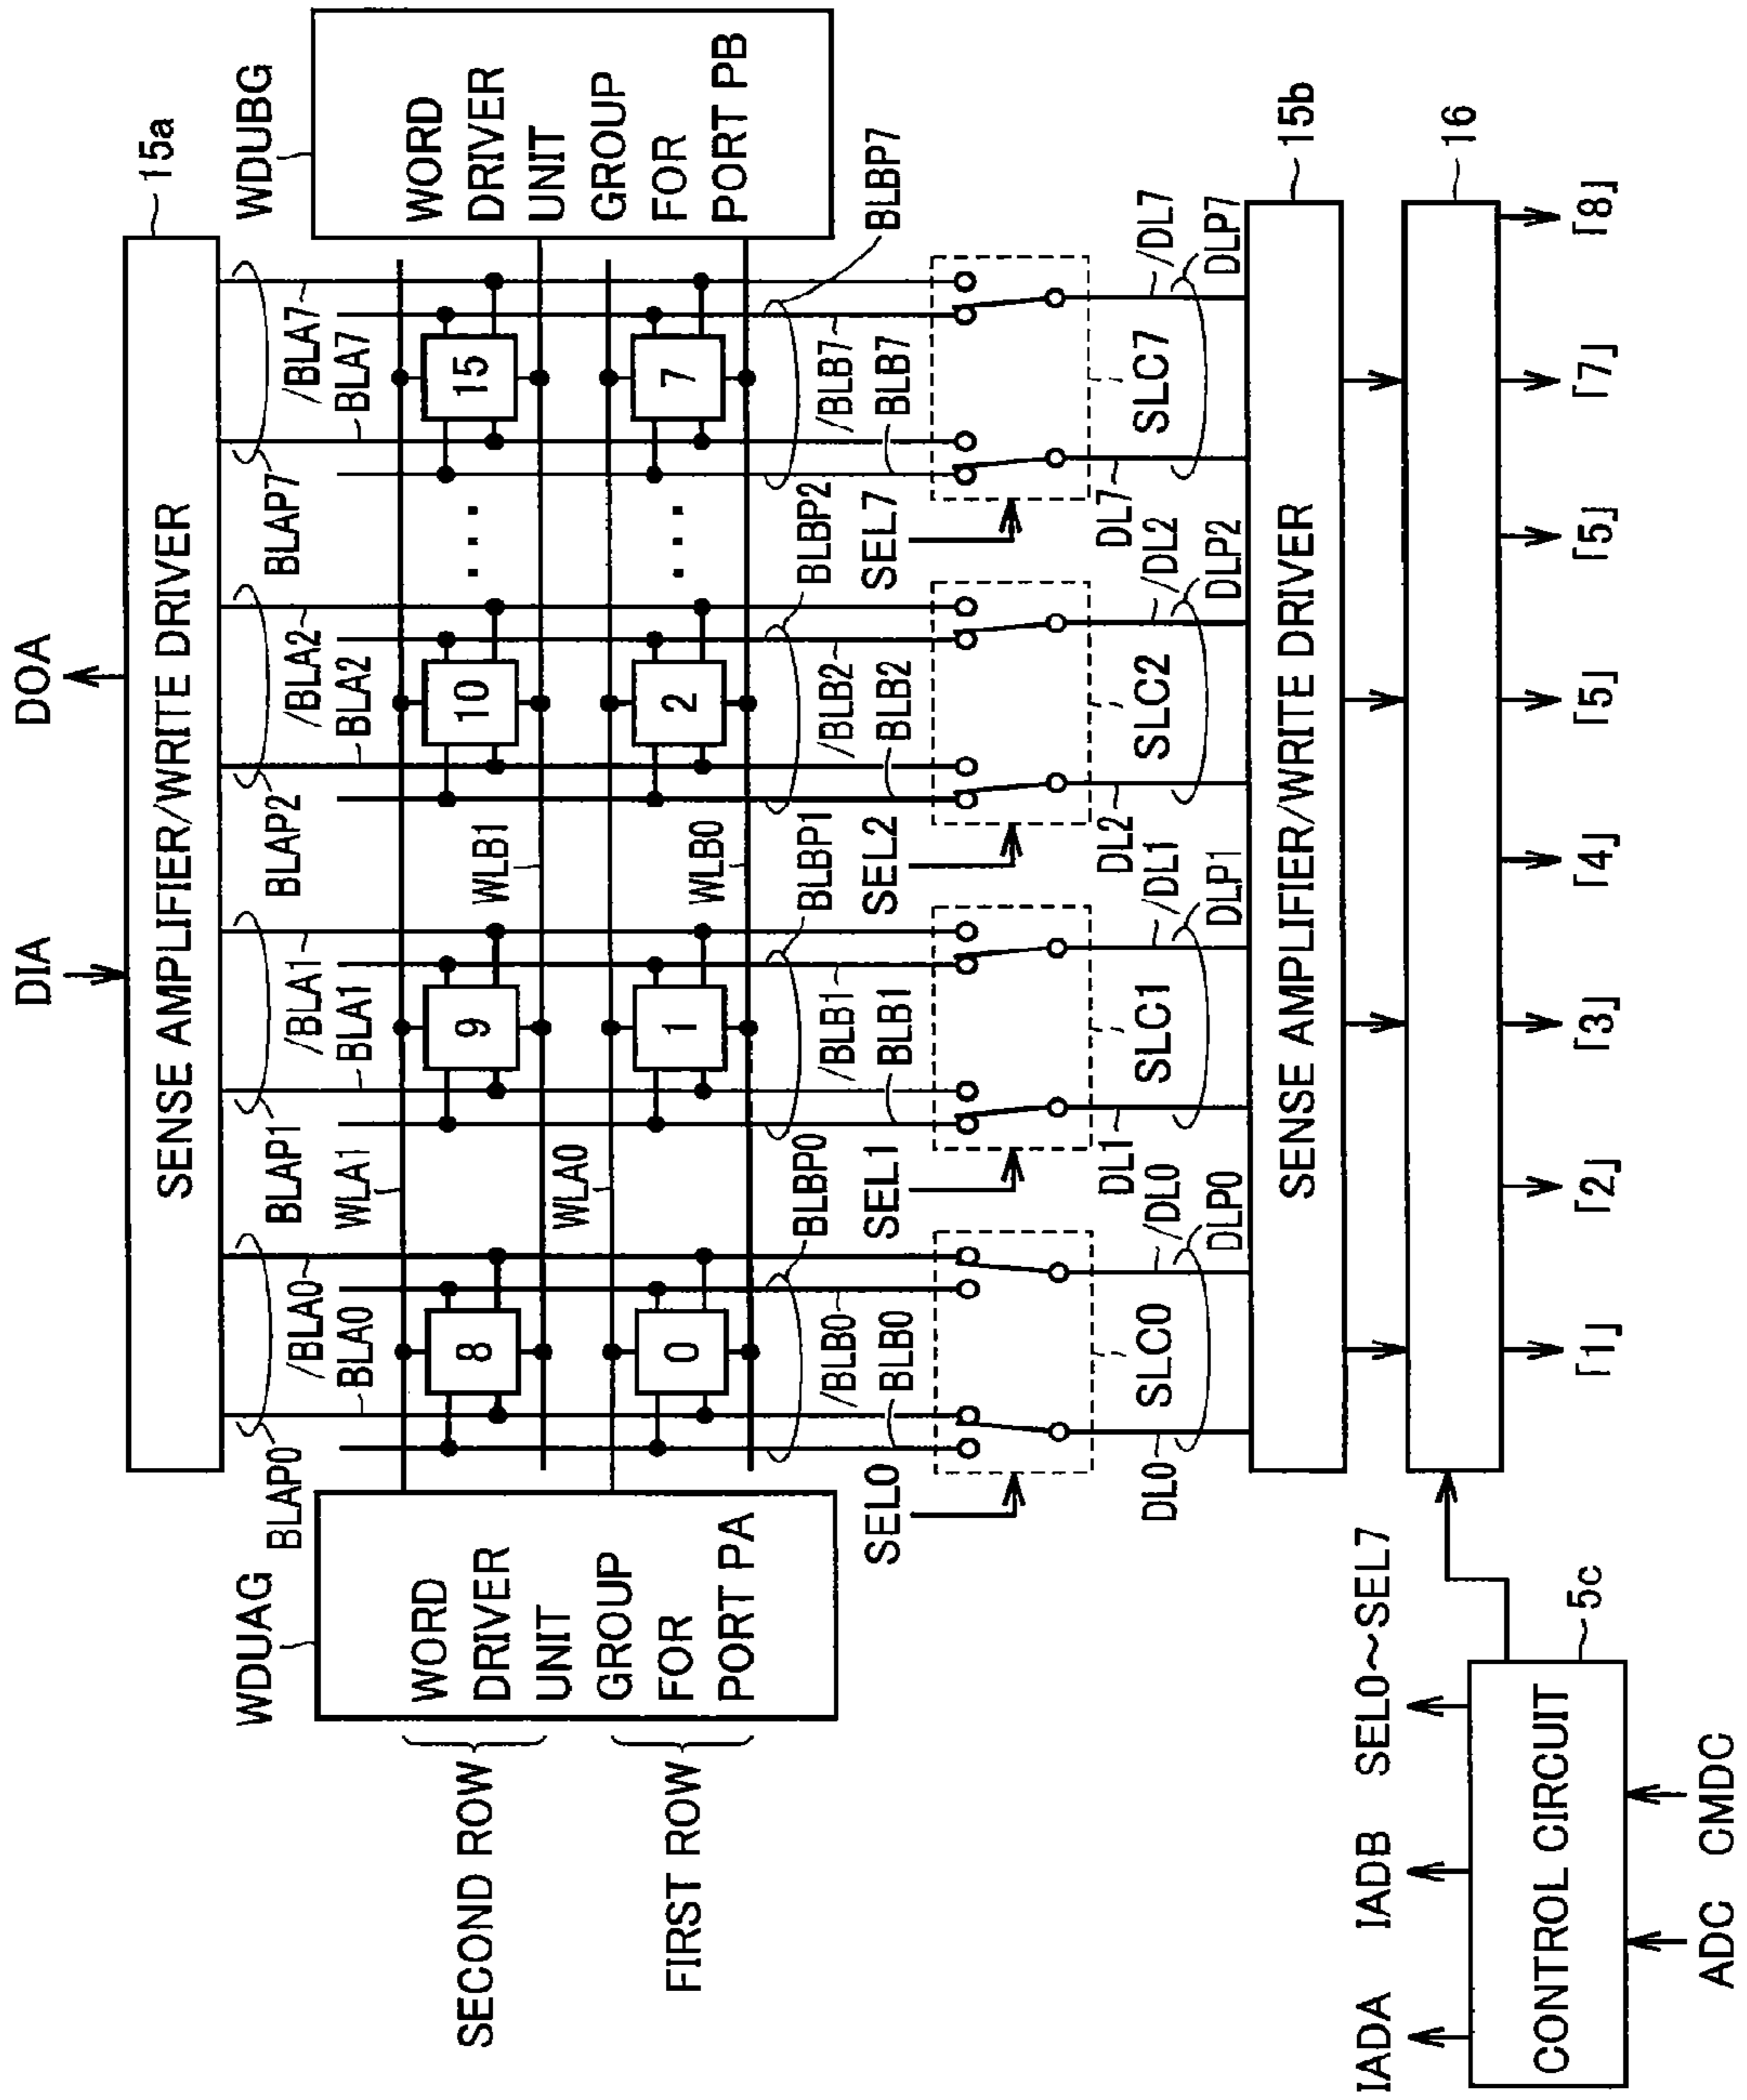 DIA
DOA
15a
SENSE AMPLIFIER/WRITE DRIVER
WDUAG
WDUBG
BLAP0
BLAP1
BLAP2
BLAP7
/BLA0
/BLA1
/BLA2
/BLA7
BLA0
BLA1
BLA2
BLA7
WLA1
WLB1
WLA0
WLB0
SECOND ROW
FIRST ROW
WORD
DRIVER
UNIT
GROUP
FOR
PORT PA
8
9
10
...
15
0
1
2
...
7
WORD
DRIVER
UNIT
GROUP
FOR
PORT PB
BLBP0
BLBP1
BLBP2
BLBP7
/BLB0
/BLB1
/BLB2
/BLB7
BLB0
BLB1
BLB2
BLB7
SEL0
SEL1
SEL2
SEL7
SLC0
SLC1
SLC2
SLC7
DL0
/DL0
DL1
/DL1
DL2
/DL2
DL7
/DL7
DLP0
DLP1
DLP2
DLP7
SENSE AMPLIFIER/WRITE DRIVER
15b
16
IADA
IADB
SEL0~SEL7
CONTROL CIRCUIT
5c
ADC
CMDC
「1」
「2」
「3」
「4」
「5」
「5」
「7」
「8」